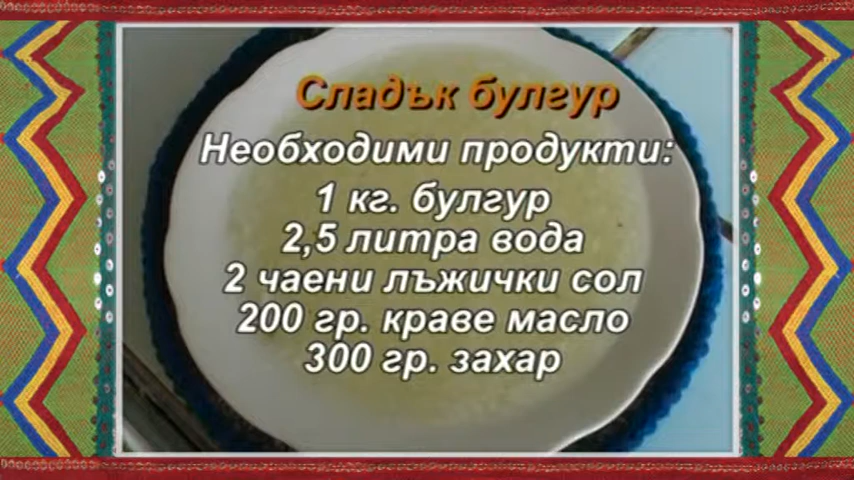 Сладък булгур
Необходими продукти:
1 кг. булгур
2,5 литра вода
2 чаени лъжички сол
200 гр. краве масло
300 гр. захар